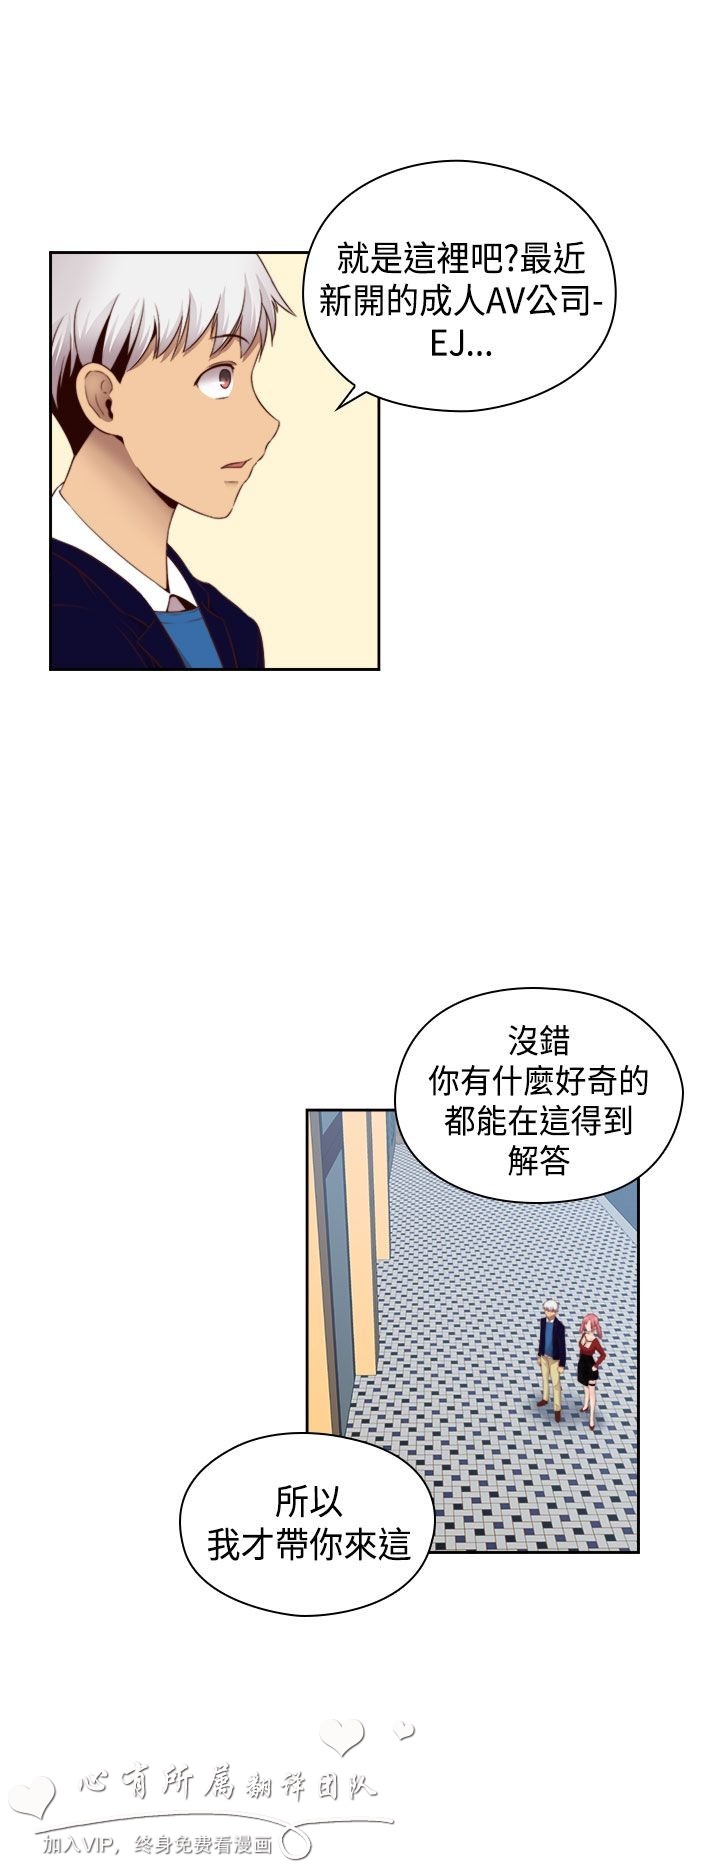 就是這裡吧?最近
新開的成人AV公司-
EJ...
沒錯
你有什麼好奇的
都能在這得到
解答
所以
我才帶你來這
心有所属翻译团队
加入VIP，终身免费看漫画